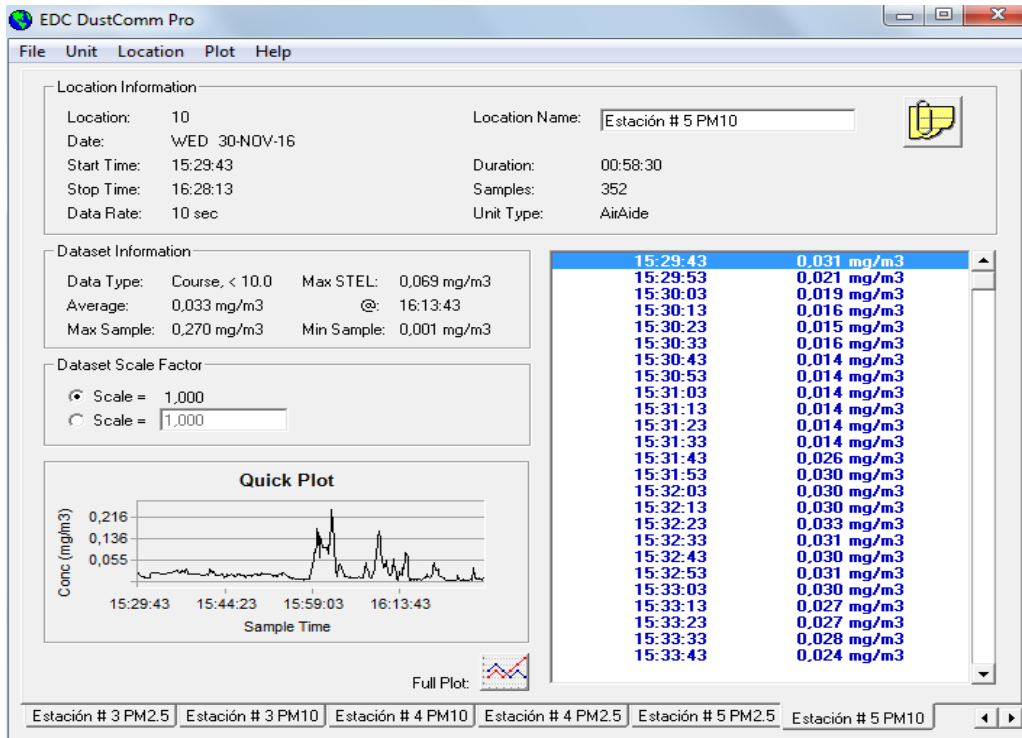 EDC DustComm Pro
File Unit Location Plot Help
Location Information
Location: 10
Location Name: Estación # 5 PM10
Date: WED 30-NOV-16
Start Time: 15:29:43
Duration: 00:58:30
Stop Time: 16:28:13
Samples: 352
Data Rate: 10 sec
Unit Type: AirAide
Dataset Information
Data Type: Course, < 10.0 Max STEL: 0,069 mg/m3
Average: 0,033 mg/m3 @: 16:13:43
Max Sample: 0,270 mg/m3 Min Sample: 0,001 mg/m3
Dataset Scale Factor
Scale = 1,000
Scale = 1,000
Quick Plot
Conc (mg/m3)
0,216
0,136
0,055
15:29:43 15:44:23 15:59:03 16:13:43
Sample Time
Full Plot:
15:29:43 0,031 mg/m3
15:29:53 0,021 mg/m3
15:30:03 0,019 mg/m3
15:30:13 0,016 mg/m3
15:30:23 0,015 mg/m3
15:30:33 0,016 mg/m3
15:30:43 0,014 mg/m3
15:30:53 0,014 mg/m3
15:31:03 0,014 mg/m3
15:31:13 0,014 mg/m3
15:31:23 0,014 mg/m3
15:31:33 0,014 mg/m3
15:31:43 0,026 mg/m3
15:31:53 0,030 mg/m3
15:32:03 0,030 mg/m3
15:32:13 0,030 mg/m3
15:32:23 0,033 mg/m3
15:32:33 0,031 mg/m3
15:32:43 0,030 mg/m3
15:32:53 0,031 mg/m3
15:33:03 0,030 mg/m3
15:33:13 0,027 mg/m3
15:33:23 0,027 mg/m3
15:33:33 0,028 mg/m3
15:33:43 0,024 mg/m3
Estación # 3 PM2.5 Estación # 3 PM10 Estación # 4 PM10 Estación # 4 PM2.5 Estación # 5 PM2.5 Estación # 5 PM10